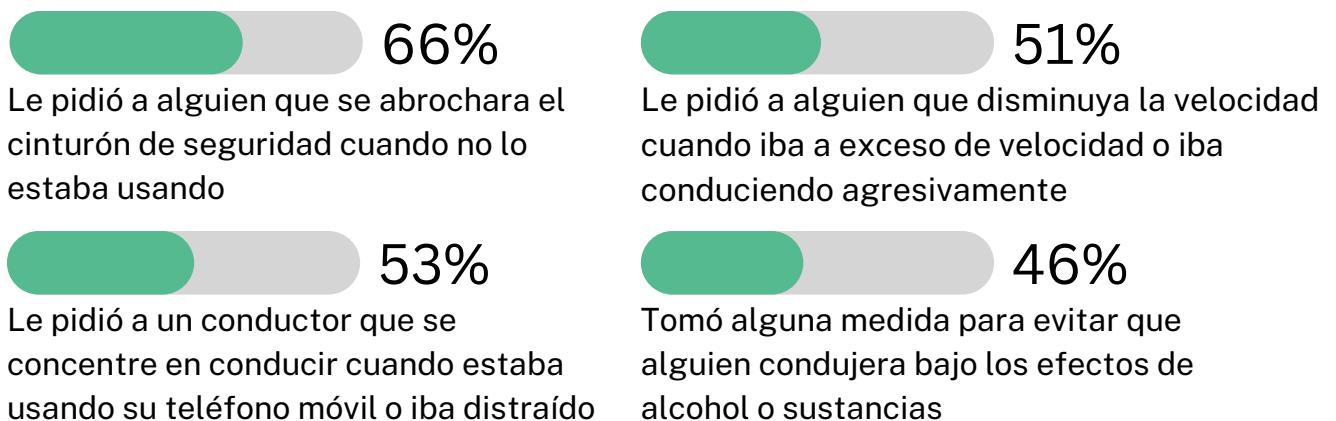 66%
Le pidió a alguien que se abrochara el
cinturón de seguridad cuando no lo
estaba usando
51%
Le pidió a alguien que disminuya la velocidad
cuando iba a exceso de velocidad o iba
conduciendo agresivamente
53%
Le pidió a un conductor que se
concentre en conducir cuando estaba
usando su teléfono móvil o iba distraído
46%
Tomó alguna medida para evitar que
alguien condujera bajo los efectos de
alcohol o sustancias